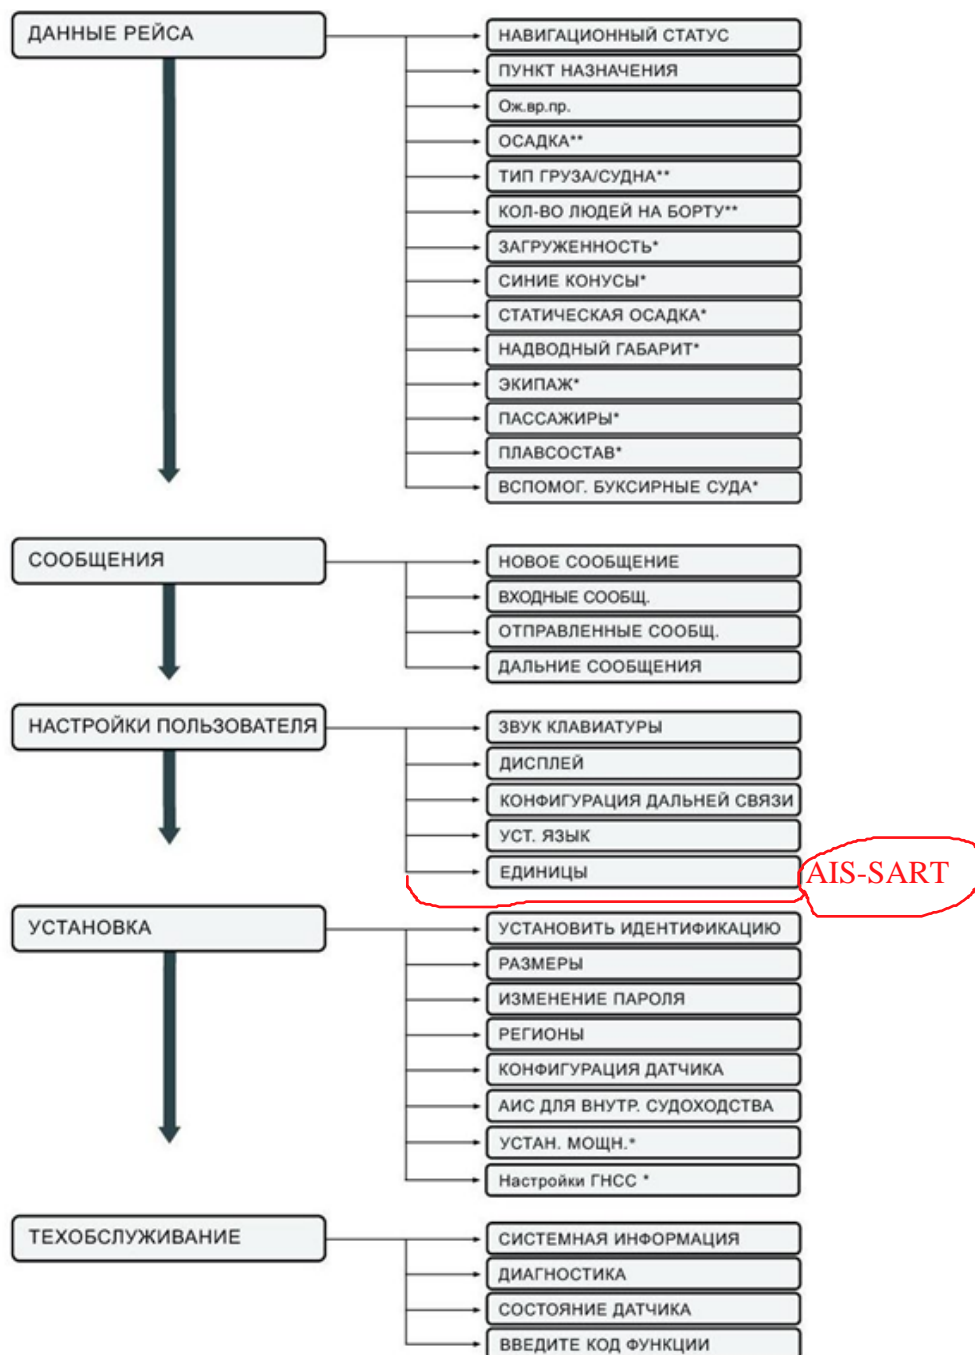 ДАННЫЕ РЕЙСА
НАВИГАЦИОННЫЙ СТАТУС
ПУНКТ НАЗНАЧЕНИЯ
Ож.вр.пр.
ОСАДКА**
ТИП ГРУЗА/СУДНА**
КОЛ-ВО ЛЮДЕЙ НА БОРТУ**
ЗАГРУЖЕННОСТЬ*
СИНИЕ КОНУСЫ*
СТАТИЧЕСКАЯ ОСАДКА*
НАДВОДНЫЙ ГАБАРИТ*
ЭКИПАЖ*
ПАССАЖИРЫ*
ПЛАВСОСТАВ*
ВСПОМОГ. БУКСИРНЫЕ СУДА*
СООБЩЕНИЯ
НОВОЕ СООБЩЕНИЕ
ВХОДНЫЕ СООБЩ.
ОТПРАВЛЕННЫЕ СООБЩ.
ДАЛЬНИЕ СООБЩЕНИЯ
НАСТРОЙКИ ПОЛЬЗОВАТЕЛЯ
ЗВУК КЛАВИАТУРЫ
ДИСПЛЕЙ
КОНФИГУРАЦИЯ ДАЛЬНЕЙ СВЯЗИ
УСТ. ЯЗЫК
ЕДИНИЦЫ
AIS-SART
УСТАНОВКА
УСТАНОВИТЬ ИДЕНТИФИКАЦИЮ
РАЗМЕРЫ
ИЗМЕНЕНИЕ ПАРОЛЯ
РЕГИОНЫ
КОНФИГУРАЦИЯ ДАТЧИКА
АИС ДЛЯ ВНУТР. СУДОХОДСТВА
УСТАН. МОЩН.*
Настройки ГНСС *
ТЕХОБСЛУЖИВАНИЕ
СИСТЕМНАЯ ИНФОРМАЦИЯ
ДИАГНОСТИКА
СОСТОЯНИЕ ДАТЧИКА
ВВЕДИТЕ КОД ФУНКЦИИ